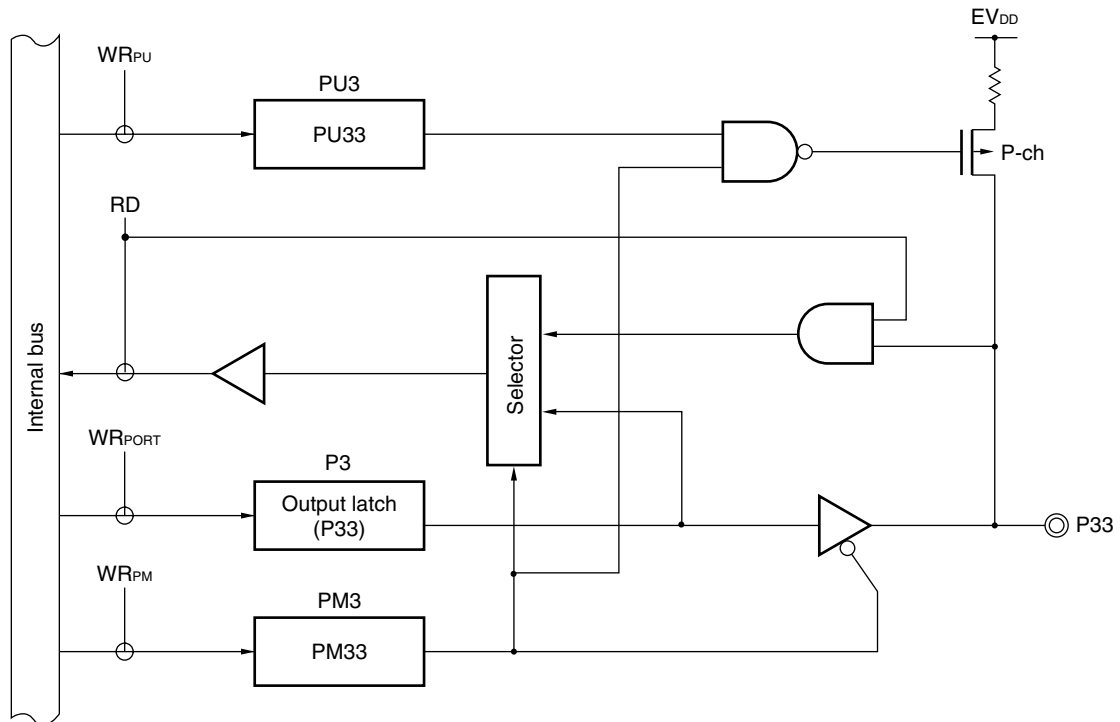 EVDD
WRPU
PU3
PU33
P-ch
RD
Internal bus
Selector
WRPORT
P3
Output latch
(P33)
P33
WRPM
PM3
PM33